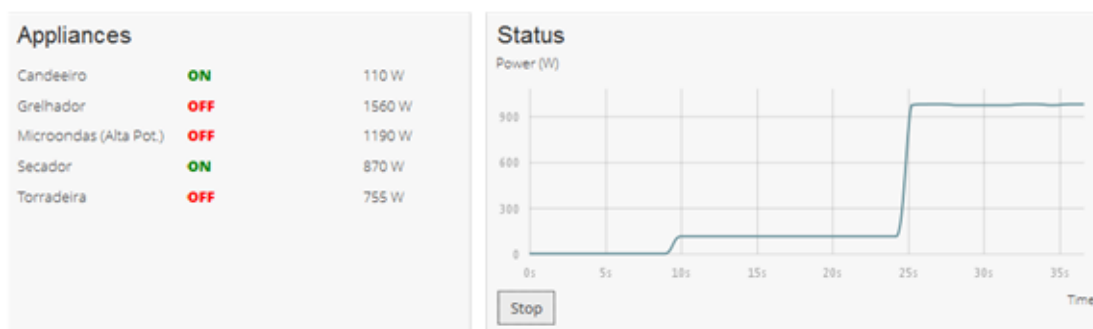 Appliances
Candeeiro ON 110 W
Grelhador OFF 1560 W
Microondas (Alta Pot.) OFF 1190 W
Secador ON 870 W
Torradeira OFF 755 W
Status
Power (W)
900
600
300
0
0s 5s 10s 15s 20s 25s 30s 35s
Time
Stop